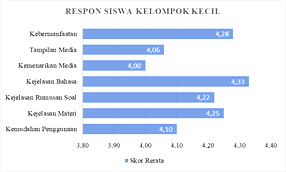 RESPON SISWA KELOMPOK KECIL
Kebermanfaatan 4,28
Tampilan Media 4,06
Kemenarikan Media 4,00
Kejelasan Bahasa 4,33
Kejelasan Rumusan Soal 4,22
Kejelasan Materi 4,25
Kemudahan Penggunaan 4,10
3,80 3,90 4,00 4,10 4,20 4,30 4,40
Skor Rerata